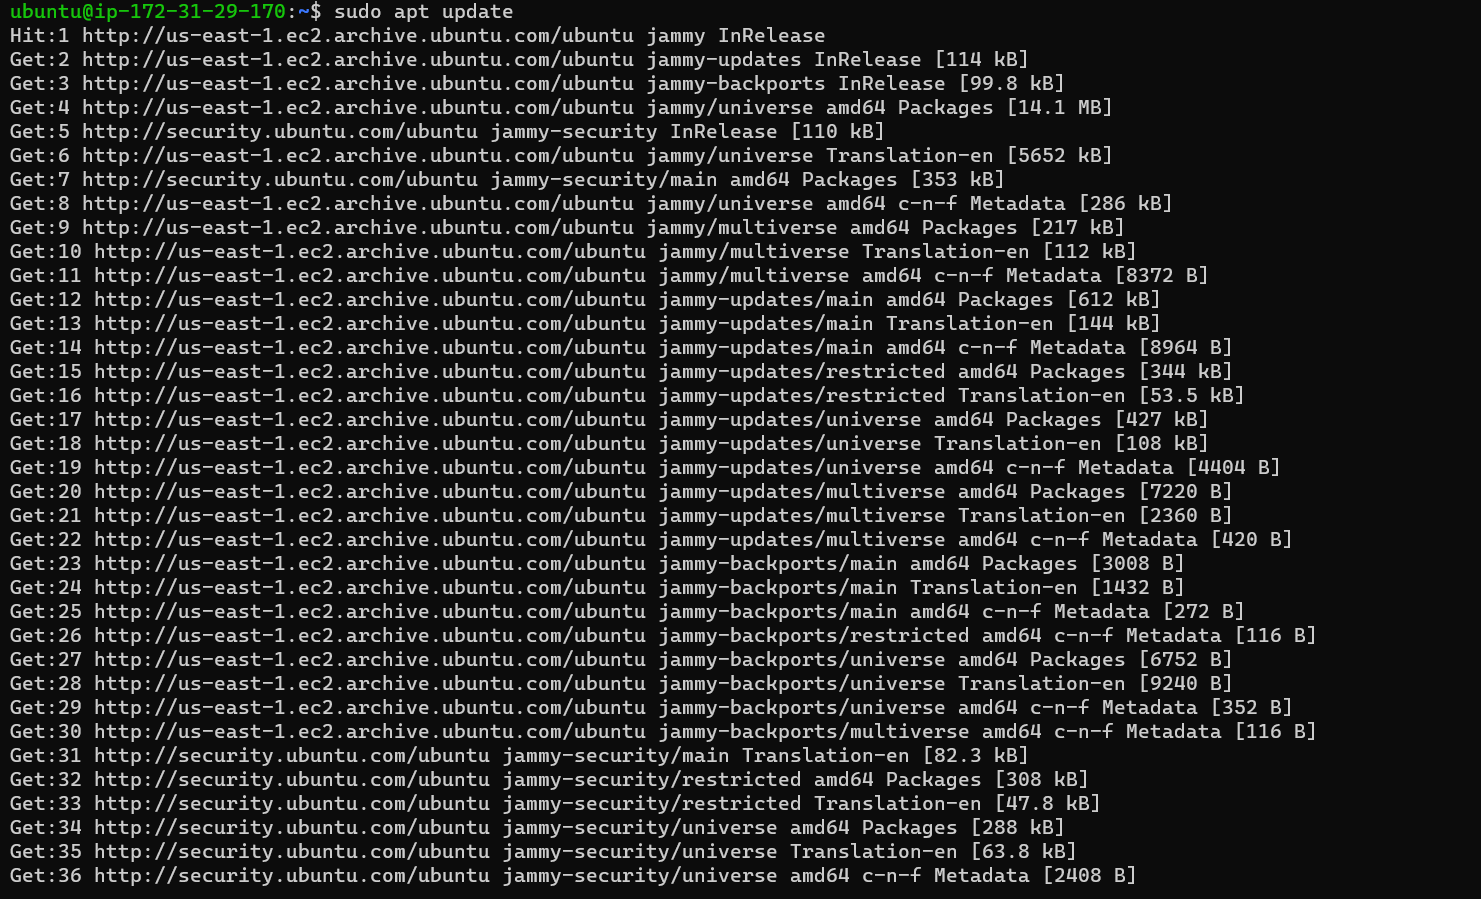 ubuntu@ip-172-31-29-170:~$ sudo apt update
Hit:1 http://us-east-1.ec2.archive.ubuntu.com/ubuntu jammy InRelease
Get:2 http://us-east-1.ec2.archive.ubuntu.com/ubuntu jammy-updates InRelease [114 kB]
Get:3 http://us-east-1.ec2.archive.ubuntu.com/ubuntu jammy-backports InRelease [99.8 kB]
Get:4 http://us-east-1.ec2.archive.ubuntu.com/ubuntu jammy/universe amd64 Packages [14.1 MB]
Get:5 http://security.ubuntu.com/ubuntu jammy-security InRelease [110 kB]
Get:6 http://us-east-1.ec2.archive.ubuntu.com/ubuntu jammy/universe Translation-en [5652 kB]
Get:7 http://security.ubuntu.com/ubuntu jammy-security/main amd64 Packages [353 kB]
Get:8 http://us-east-1.ec2.archive.ubuntu.com/ubuntu jammy/universe amd64 c-n-f Metadata [286 kB]
Get:9 http://us-east-1.ec2.archive.ubuntu.com/ubuntu jammy/multiverse amd64 Packages [217 kB]
Get:10 http://us-east-1.ec2.archive.ubuntu.com/ubuntu jammy/multiverse Translation-en [112 kB]
Get:11 http://us-east-1.ec2.archive.ubuntu.com/ubuntu jammy/multiverse amd64 c-n-f Metadata [8372 B]
Get:12 http://us-east-1.ec2.archive.ubuntu.com/ubuntu jammy-updates/main amd64 Packages [612 kB]
Get:13 http://us-east-1.ec2.archive.ubuntu.com/ubuntu jammy-updates/main Translation-en [144 kB]
Get:14 http://us-east-1.ec2.archive.ubuntu.com/ubuntu jammy-updates/main amd64 c-n-f Metadata [8964 B]
Get:15 http://us-east-1.ec2.archive.ubuntu.com/ubuntu jammy-updates/restricted amd64 Packages [344 kB]
Get:16 http://us-east-1.ec2.archive.ubuntu.com/ubuntu jammy-updates/restricted Translation-en [53.5 kB]
Get:17 http://us-east-1.ec2.archive.ubuntu.com/ubuntu jammy-updates/universe amd64 Packages [427 kB]
Get:18 http://us-east-1.ec2.archive.ubuntu.com/ubuntu jammy-updates/universe Translation-en [108 kB]
Get:19 http://us-east-1.ec2.archive.ubuntu.com/ubuntu jammy-updates/universe amd64 c-n-f Metadata [4404 B]
Get:20 http://us-east-1.ec2.archive.ubuntu.com/ubuntu jammy-updates/multiverse amd64 Packages [7220 B]
Get:21 http://us-east-1.ec2.archive.ubuntu.com/ubuntu jammy-updates/multiverse Translation-en [2360 B]
Get:22 http://us-east-1.ec2.archive.ubuntu.com/ubuntu jammy-updates/multiverse amd64 c-n-f Metadata [420 B]
Get:23 http://us-east-1.ec2.archive.ubuntu.com/ubuntu jammy-backports/main amd64 Packages [3008 B]
Get:24 http://us-east-1.ec2.archive.ubuntu.com/ubuntu jammy-backports/main Translation-en [1432 B]
Get:25 http://us-east-1.ec2.archive.ubuntu.com/ubuntu jammy-backports/main amd64 c-n-f Metadata [272 B]
Get:26 http://us-east-1.ec2.archive.ubuntu.com/ubuntu jammy-backports/restricted amd64 c-n-f Metadata [116 B]
Get:27 http://us-east-1.ec2.archive.ubuntu.com/ubuntu jammy-backports/universe amd64 Packages [6752 B]
Get:28 http://us-east-1.ec2.archive.ubuntu.com/ubuntu jammy-backports/universe Translation-en [9240 B]
Get:29 http://us-east-1.ec2.archive.ubuntu.com/ubuntu jammy-backports/universe amd64 c-n-f Metadata [352 B]
Get:30 http://us-east-1.ec2.archive.ubuntu.com/ubuntu jammy-backports/multiverse amd64 c-n-f Metadata [116 B]
Get:31 http://security.ubuntu.com/ubuntu jammy-security/main Translation-en [82.3 kB]
Get:32 http://security.ubuntu.com/ubuntu jammy-security/restricted amd64 Packages [308 kB]
Get:33 http://security.ubuntu.com/ubuntu jammy-security/restricted Translation-en [47.8 kB]
Get:34 http://security.ubuntu.com/ubuntu jammy-security/universe amd64 Packages [288 kB]
Get:35 http://security.ubuntu.com/ubuntu jammy-security/universe Translation-en [63.8 kB]
Get:36 http://security.ubuntu.com/ubuntu jammy-security/universe amd64 c-n-f Metadata [2408 B]